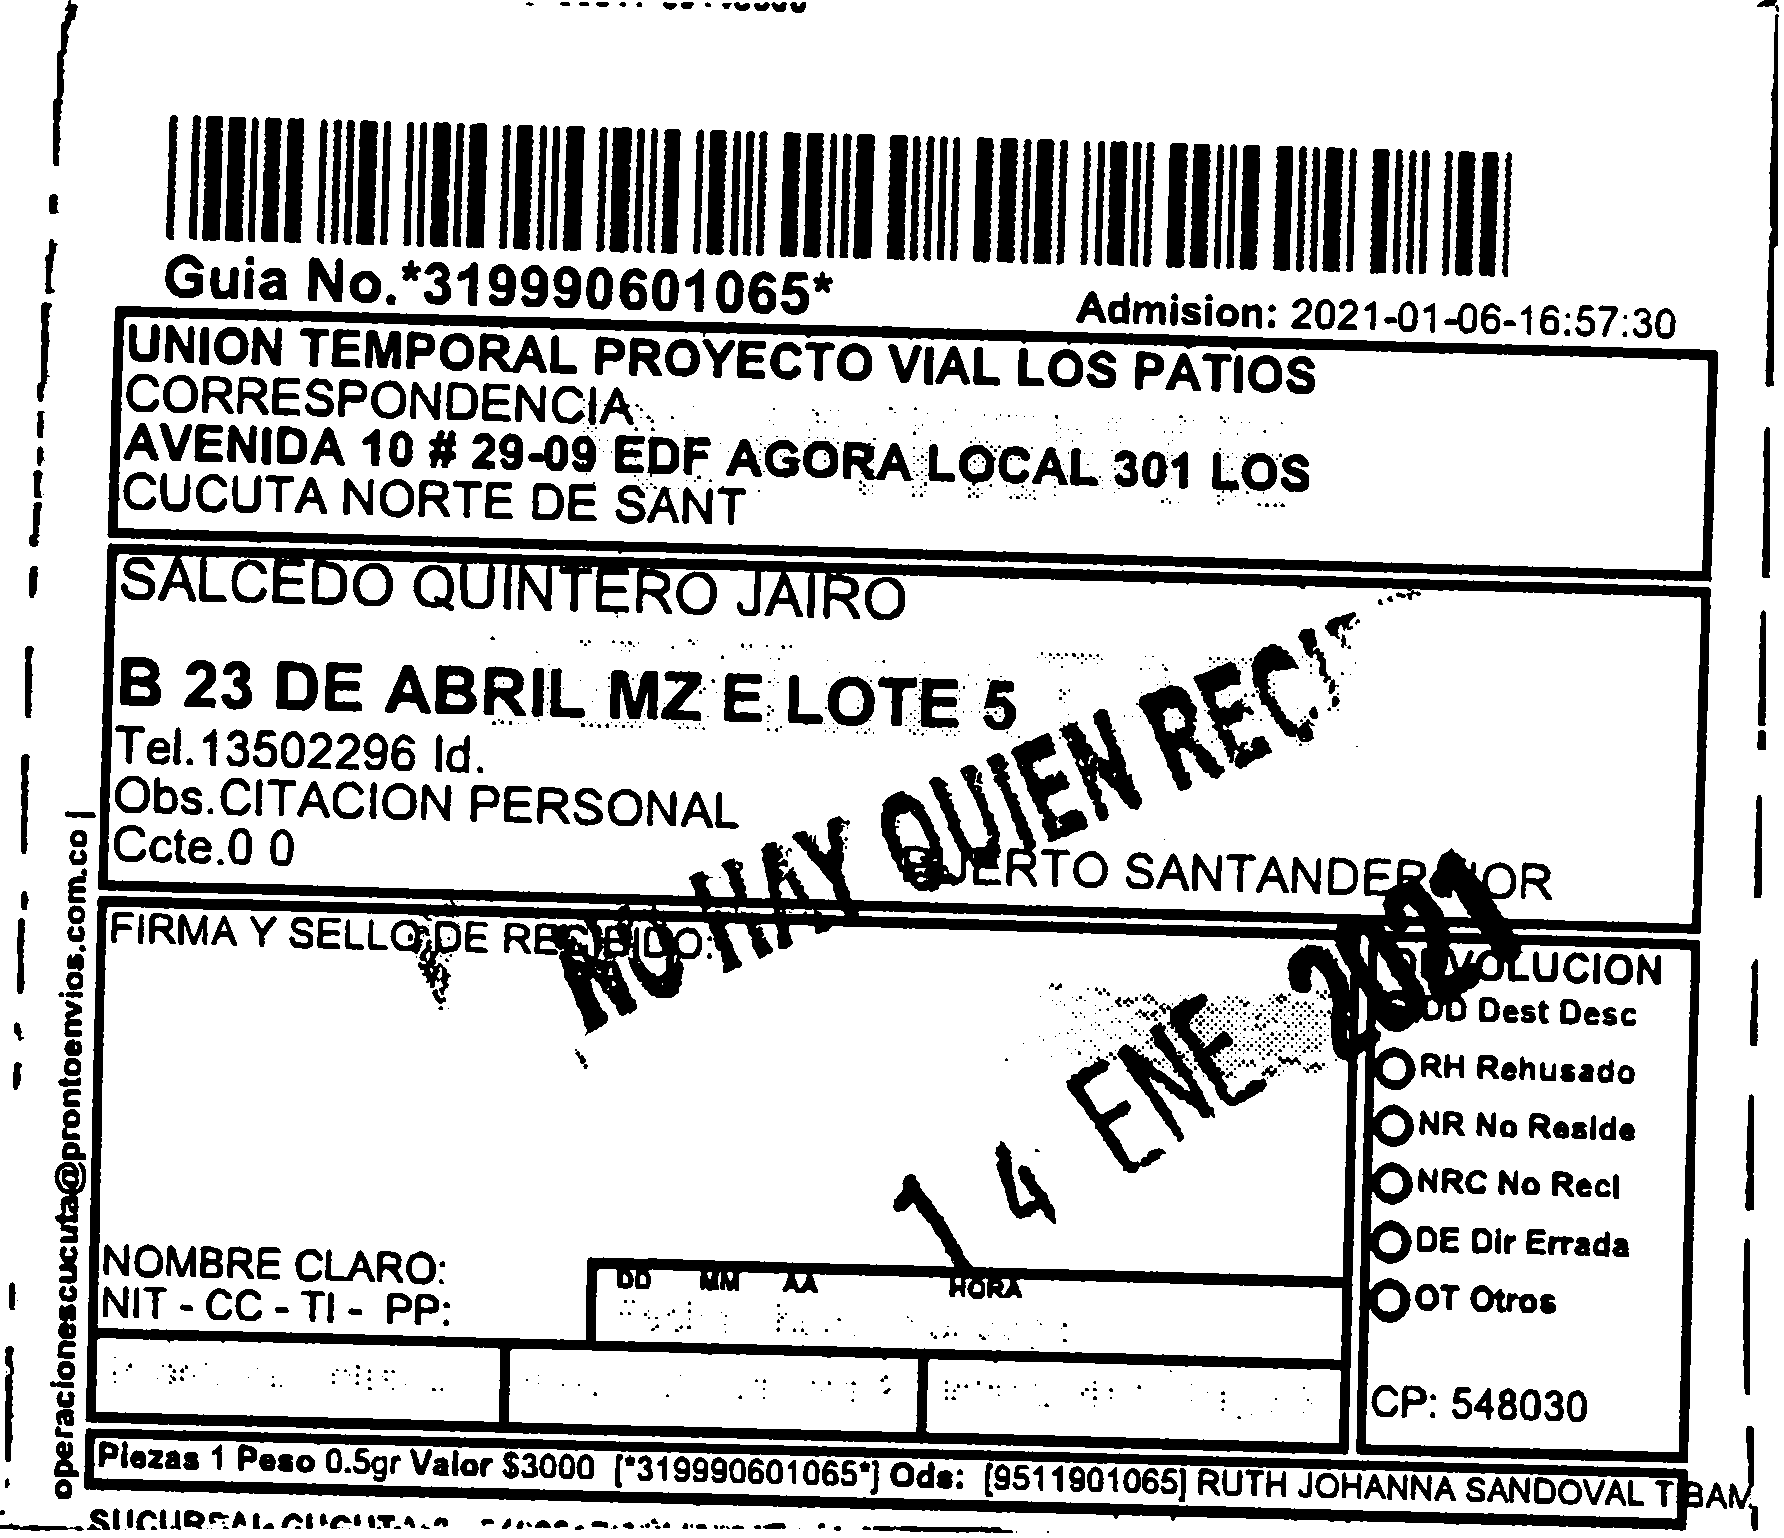 Guia No.*319990601065*
Admision: 2021-01-06-16:57:30
UNION TEMPORAL PROYECTO VIAL LOS PATIOS
CORRESPONDENCIA
AVENIDA 10 # 29-09 EDF AGORA LOCAL 301 LOS
CUCUTA NORTE DE SANT
SALCEDO QUINTERO JAIRO
B 23 DE ABRIL MZ E LOTE 5
Tel.13502296 Id.
Obs.CITACION PERSONAL
Ccte.0 0
PUERTO SANTANDER
NO HAY QUIEN
14 ENE 2021
FIRMA Y SELLO DE RECIBIDO:
DEVOLUCION
DD Dest Desc
RH Rehusado
NR No Reside
NRC No Recl
DE Dir Errada
OT Otros
NOMBRE CLARO:
NIT - CC - TI - PP:
DD MM AA HORA
CP: 548030
Piezas 1 Peso 0.5gr Valor $3000 [*319990601065*] Ods: [9511901065] RUTH JOHANNA SANDOVAL
operacionescucuta@prontoenvios.com.co |